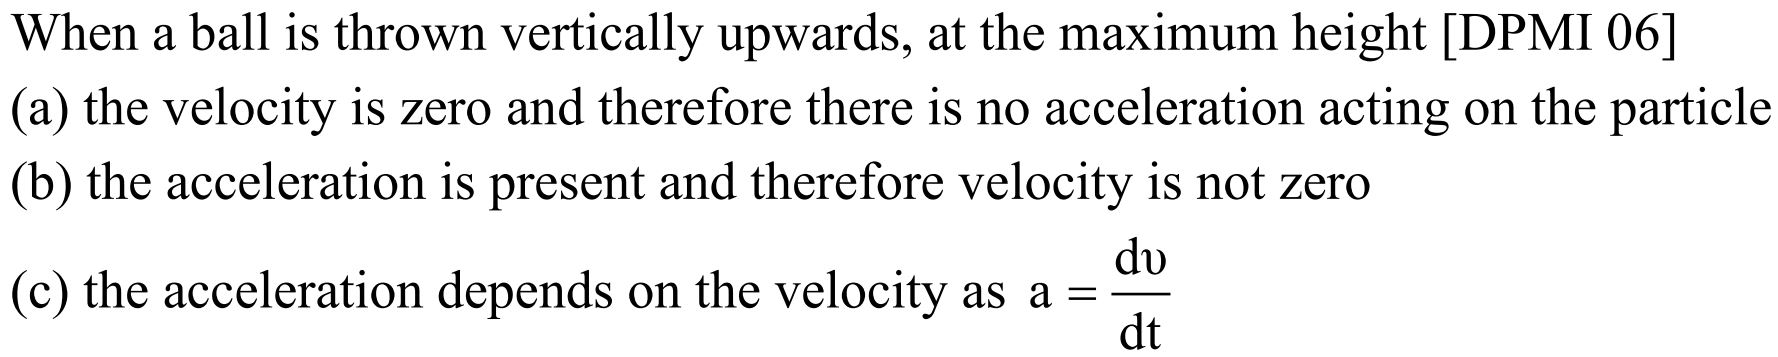 When a ball is thrown vertically upwards, at the maximum height [DPMI 06]
(a) the velocity is zero and therefore there is no acceleration acting on the particle
(b) the acceleration is present and therefore velocity is not zero
(c) the acceleration depends on the velocity as a = dυ/dt